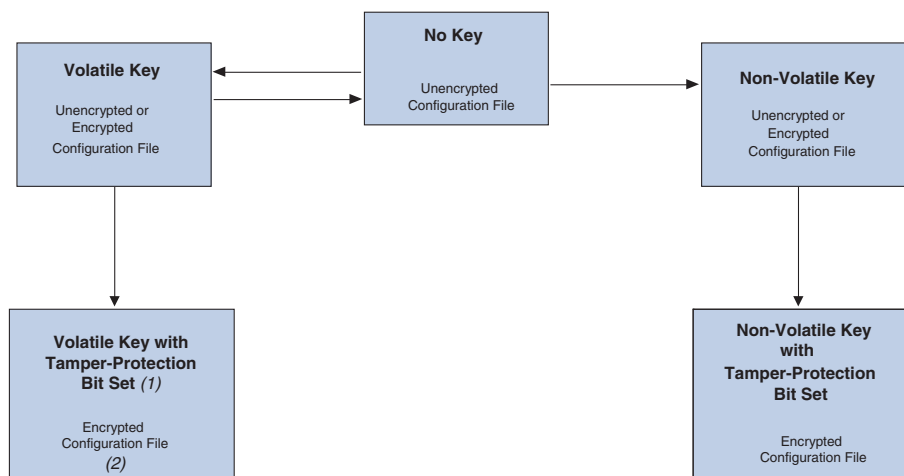 No Key
Unencrypted
Configuration File
Volatile Key
Unencrypted or
Encrypted
Configuration File
Non-Volatile Key
Unencrypted or
Encrypted
Configuration File
Volatile Key with
Tamper-Protection
Bit Set (1)
Encrypted
Configuration File
(2)
Non-Volatile Key
with
Tamper-Protection
Bit Set
Encrypted
Configuration File